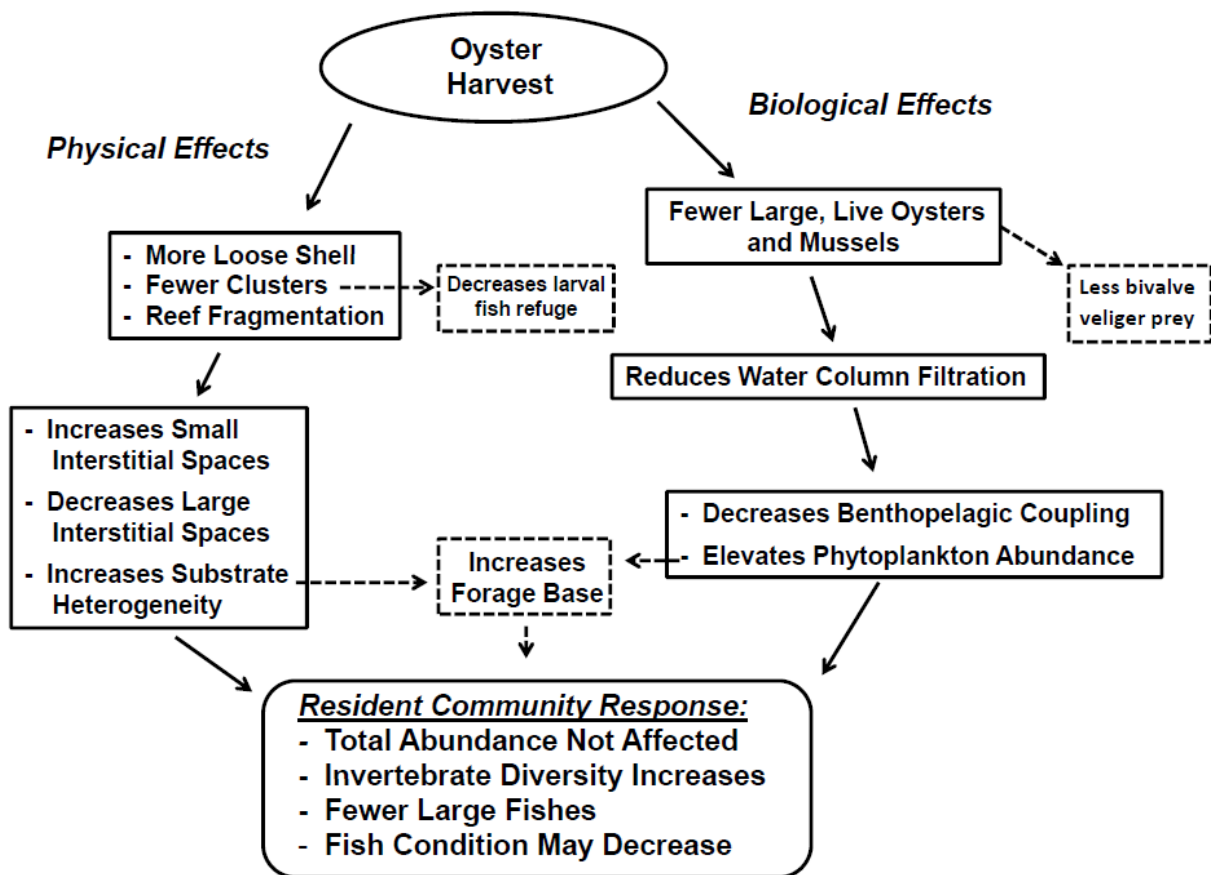 Oyster
Harvest
Physical Effects
Biological Effects
- More Loose Shell
- Fewer Clusters
- Reef Fragmentation
Decreases larval
fish refuge
Fewer Large, Live Oysters
and Mussels
Less bivalve
veliger prey
Reduces Water Column Filtration
- Increases Small
Interstitial Spaces
- Decreases Large
Interstitial Spaces
- Increases Substrate
Heterogeneity
Increases
Forage Base
- Decreases Benthopelagic Coupling
- Elevates Phytoplankton Abundance
Resident Community Response:
- Total Abundance Not Affected
- Invertebrate Diversity Increases
- Fewer Large Fishes
- Fish Condition May Decrease